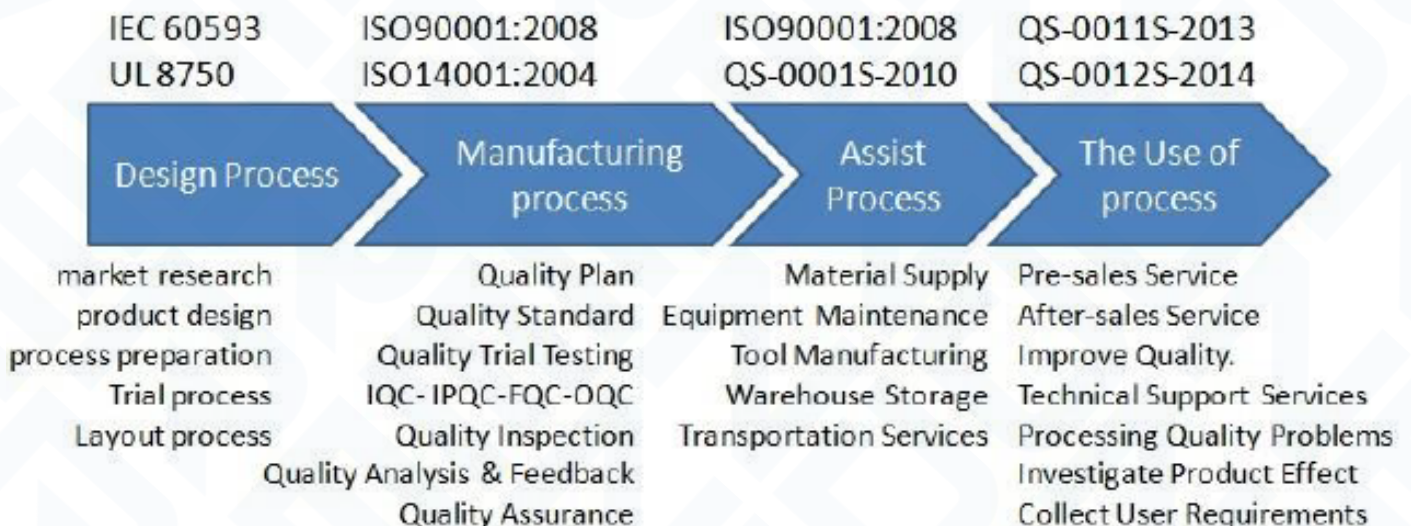 IEC 60593
UL 8750
ISO90001:2008
ISO14001:2004
ISO90001:2008
QS-0001S-2010
QS-0011S-2013
QS-0012S-2014
Design Process
Manufacturing
process
Assist
Process
The Use of
process
market research
product design
process preparation
Trial process
Layout process
Quality Plan
Quality Standard
Quality Trial Testing
IQC- IPQC-FQC-OQC
Quality Inspection
Quality Analysis & Feedback
Quality Assurance
Material Supply
Equipment Maintenance
Tool Manufacturing
Warehouse Storage
Transportation Services
Pre-sales Service
After-sales Service
Improve Quality.
Technical Support Services
Processing Quality Problems
Investigate Product Effect
Collect User Requirements